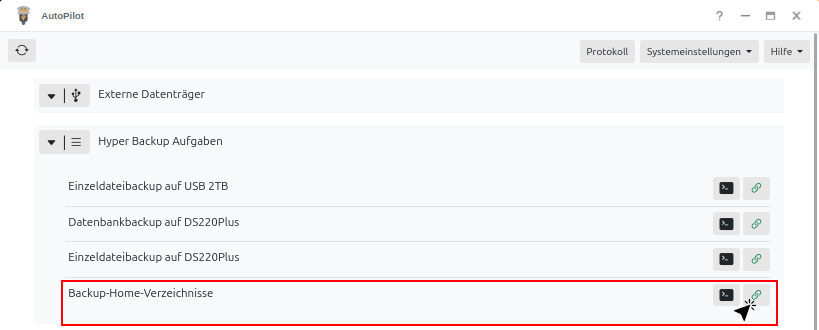 AutoPilot
?
Protokoll Systemeinstellungen Hilfe
Externe Datenträger
Hyper Backup Aufgaben
Einzeldateibackup auf USB 2TB
Datenbankbackup auf DS220Plus
Einzeldateibackup auf DS220Plus
Backup-Home-Verzeichnisse